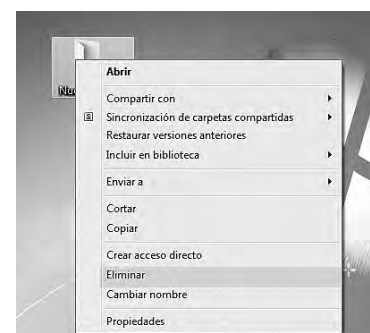 Abrir
Compartir con
Sincronización de carpetas compartidas
Restaurar versiones anteriores
Incluir en biblioteca
Enviar a
Cortar
Copiar
Crear acceso directo
Eliminar
Cambiar nombre
Propiedades